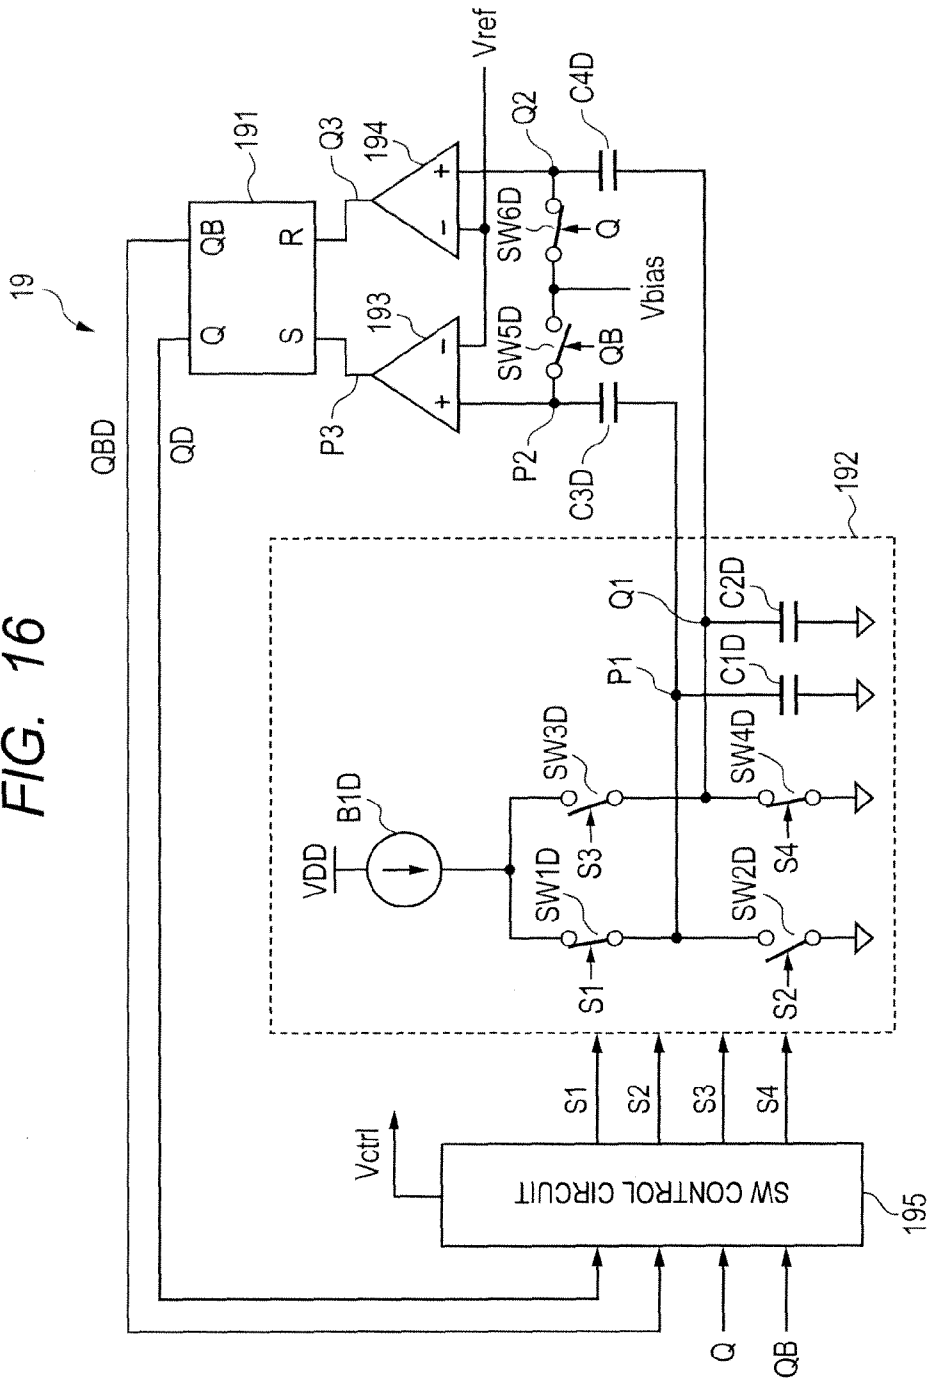 FIG. 16
19
QBD
QD
191
Q
QB
S
R
P3
193
Q3
194
+
−
+
−
Vref
P2
SW5D
QB
SW6D
Q
Q2
C3D
Vbias
C4D
192
VDD
B1D
SW1D
S1
SW3D
S3
P1
Q1
SW2D
S2
SW4D
S4
C1D
C2D
Vctrl
S1
S2
S3
S4
SW CONTROL CIRCUIT
195
Q
QB